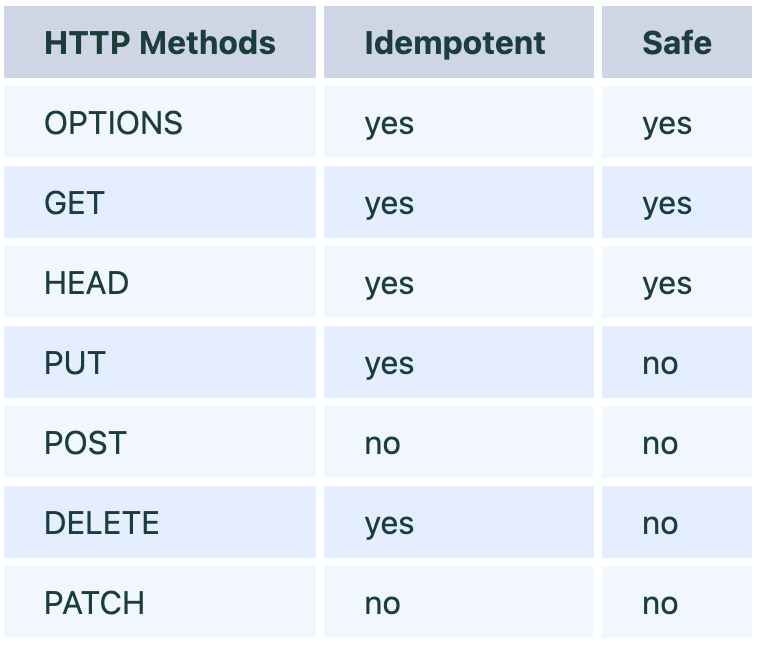 HTTP Methods Idempotent Safe
OPTIONS yes yes
GET yes yes
HEAD yes yes
PUT yes no
POST no no
DELETE yes no
PATCH no no